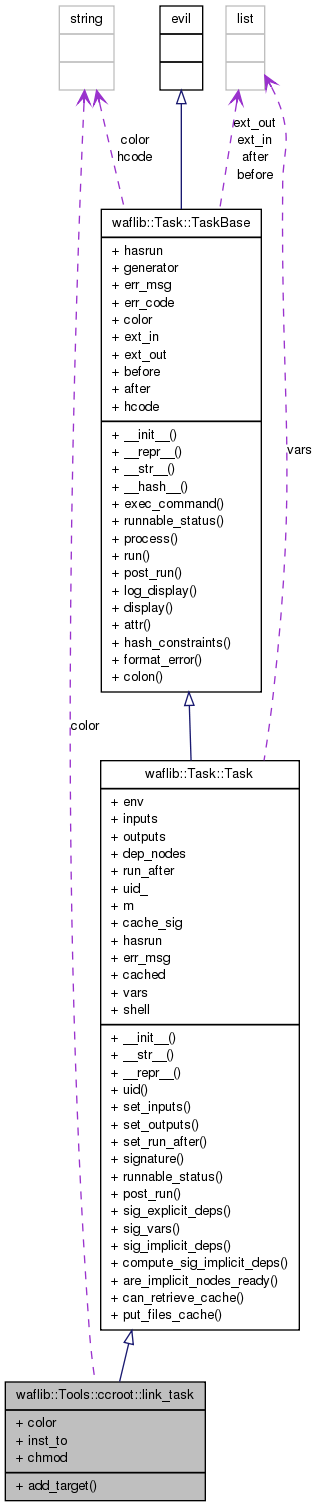 string
evil
list
color
hcode
ext_out
ext_in
after
before
waflib::Task::TaskBase
+ hasrun
+ generator
+ err_msg
+ err_code
+ color
+ ext_in
+ ext_out
+ before
+ after
+ hcode
+ __init__()
+ __repr__()
+ __str__()
+ __hash__()
+ exec_command()
+ runnable_status()
+ process()
+ run()
+ post_run()
+ log_display()
+ display()
+ attr()
+ hash_constraints()
+ format_error()
+ colon()
vars
color
waflib::Task::Task
+ env
+ inputs
+ outputs
+ dep_nodes
+ run_after
+ uid_
+ m
+ cache_sig
+ hasrun
+ err_msg
+ cached
+ vars
+ shell
+ __init__()
+ __str__()
+ __repr__()
+ uid()
+ set_inputs()
+ set_outputs()
+ set_run_after()
+ signature()
+ runnable_status()
+ post_run()
+ sig_explicit_deps()
+ sig_vars()
+ sig_implicit_deps()
+ compute_sig_implicit_deps()
+ are_implicit_nodes_ready()
+ can_retrieve_cache()
+ put_files_cache()
waflib::Tools::ccroot::link_task
+ color
+ inst_to
+ chmod
+ add_target()